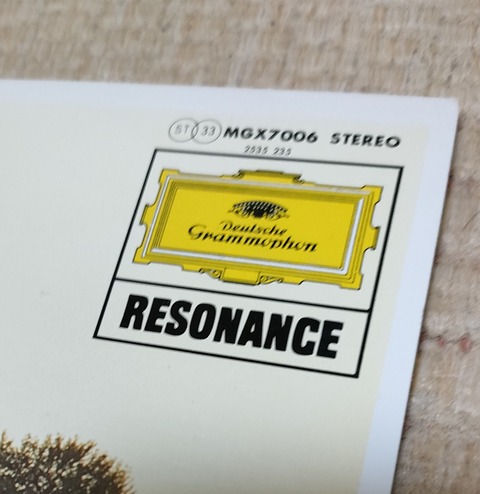 ST 33 MGX7006 STEREO
2535 235
Deutsche
Grammophon
RESONANCE